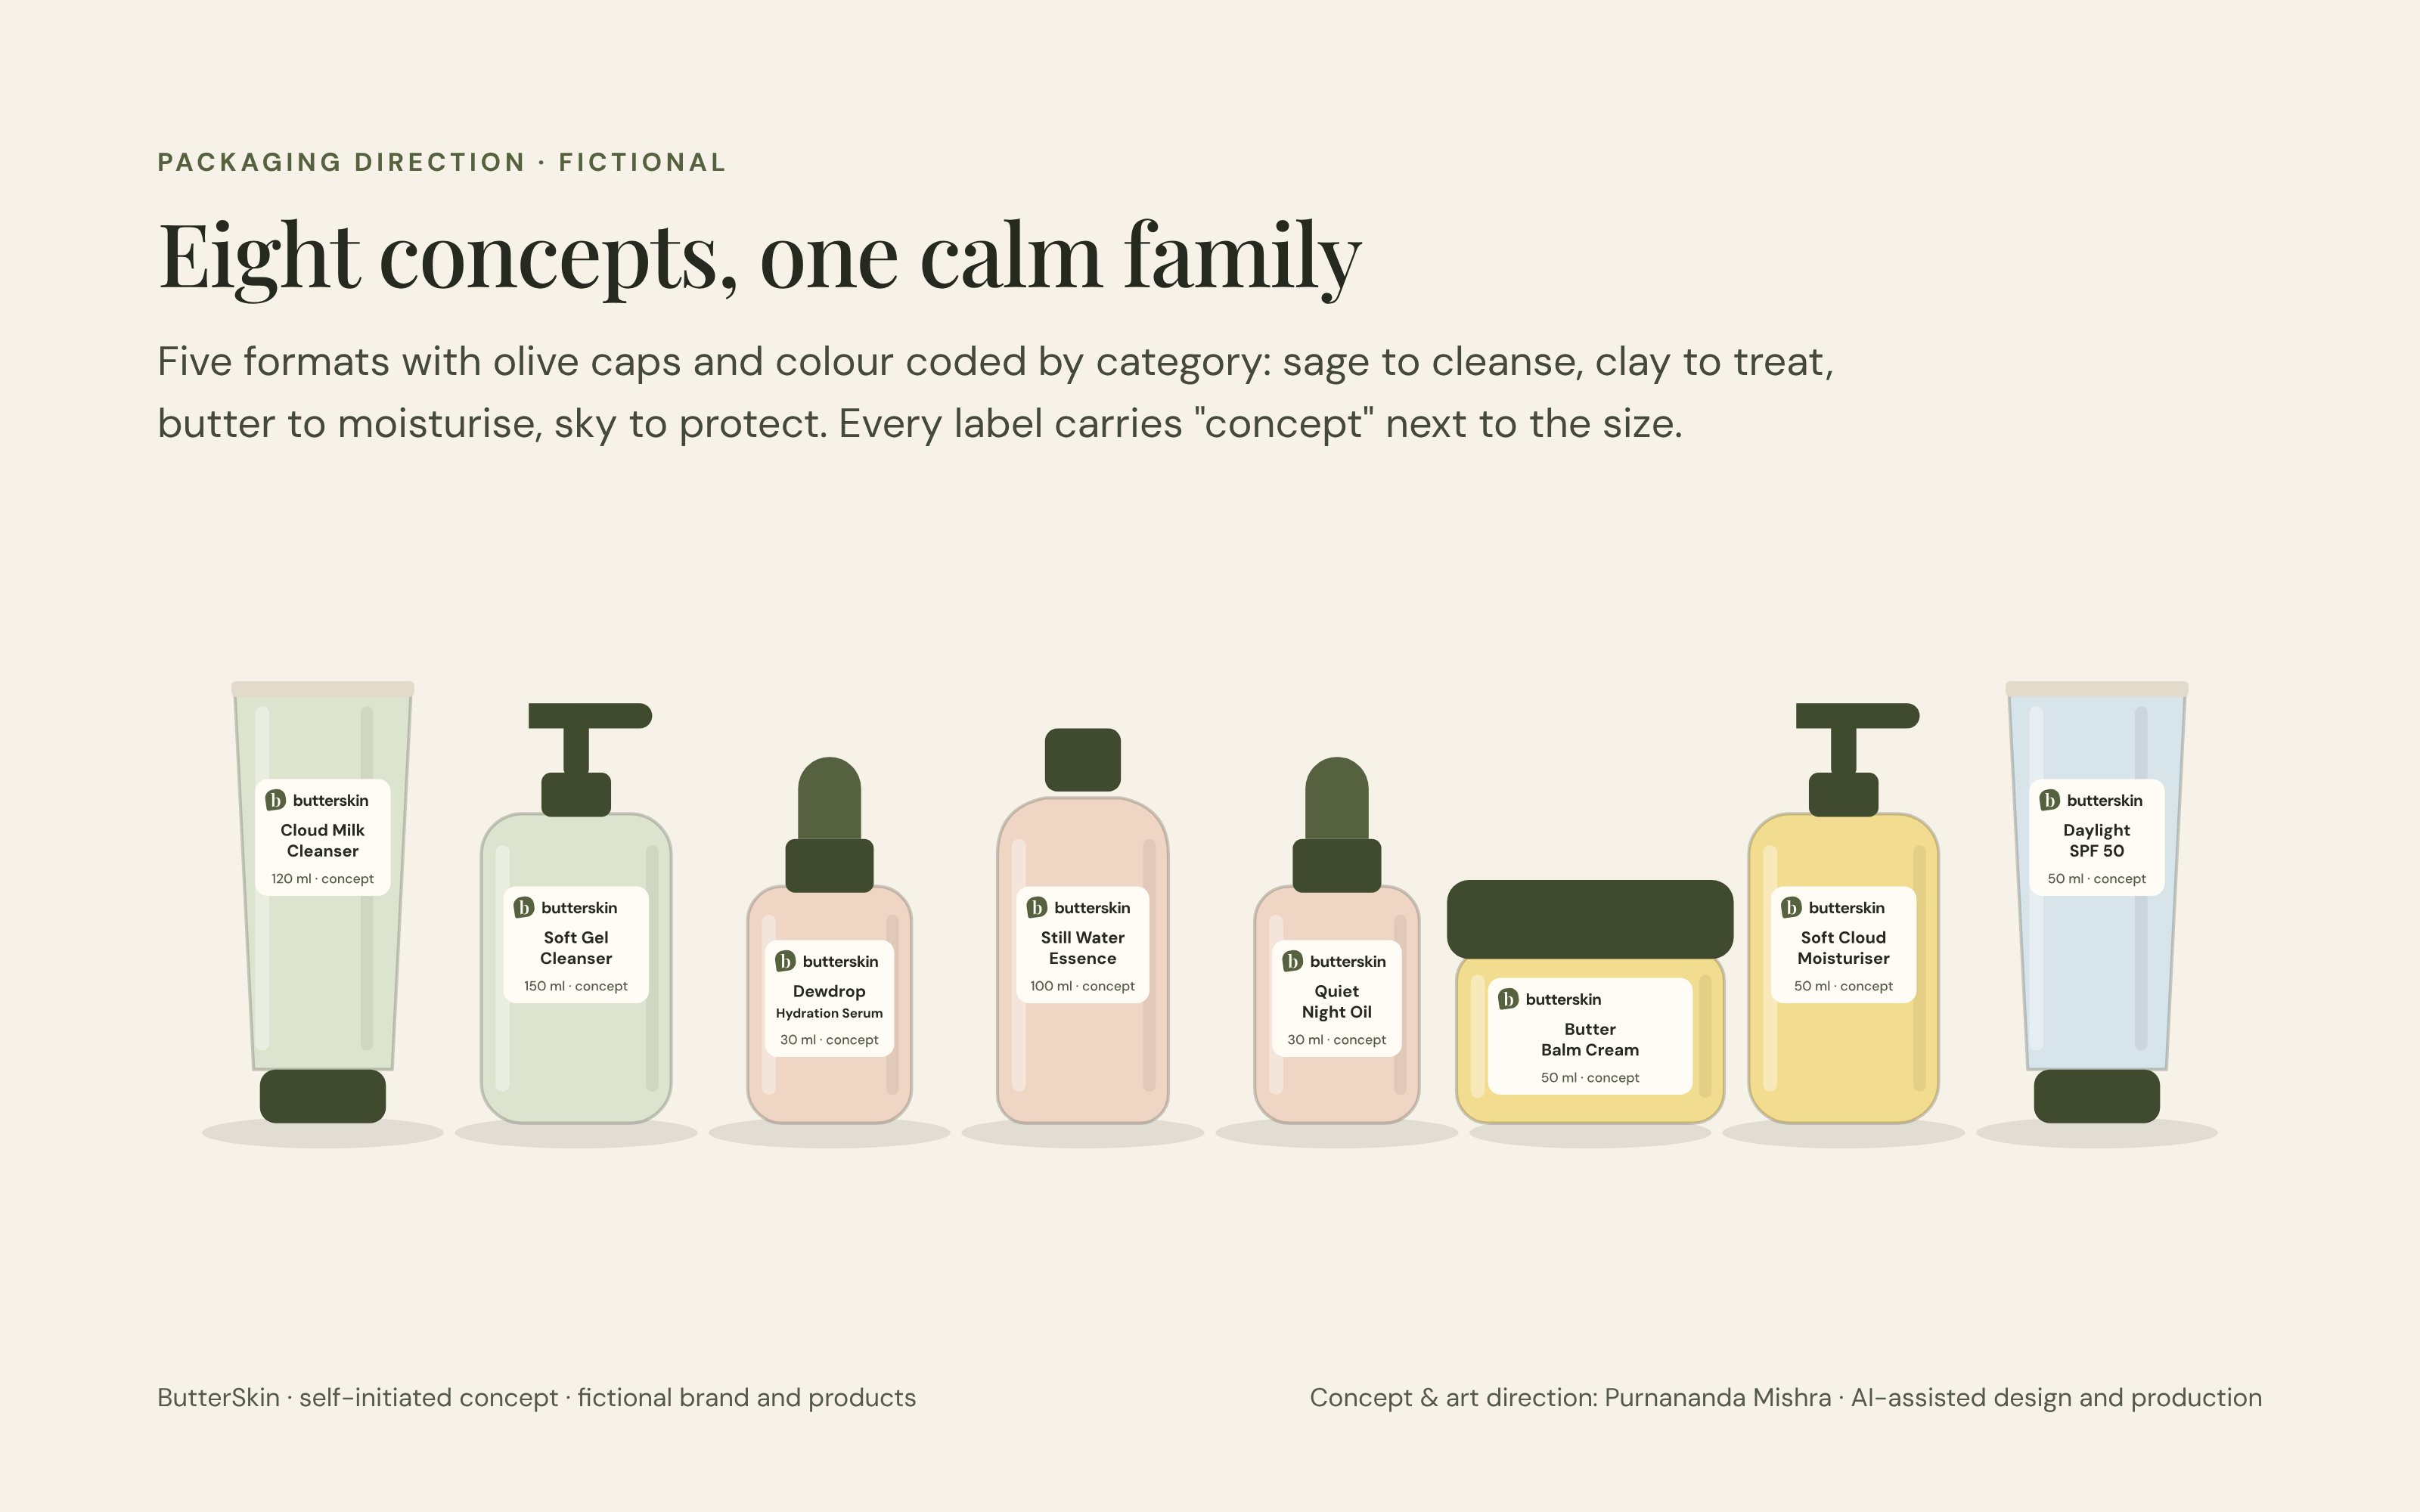 PACKAGING DIRECTION · FICTIONAL
Eight concepts, one calm family
Five formats with olive caps and colour coded by category: sage to cleanse, clay to treat,
butter to moisturise, sky to protect. Every label carries "concept" next to the size.
b butterskin
Cloud Milk
Cleanser
120 ml · concept
b butterskin
Soft Gel
Cleanser
150 ml · concept
b butterskin
Dewdrop
Hydration Serum
30 ml · concept
b butterskin
Still Water
Essence
100 ml · concept
b butterskin
Quiet
Night Oil
30 ml · concept
b butterskin
Butter
Balm Cream
50 ml · concept
b butterskin
Soft Cloud
Moisturiser
50 ml · concept
b butterskin
Daylight
SPF 50
50 ml · concept
ButterSkin · self-initiated concept · fictional brand and products
Concept & art direction: Purnananda Mishra · AI-assisted design and production